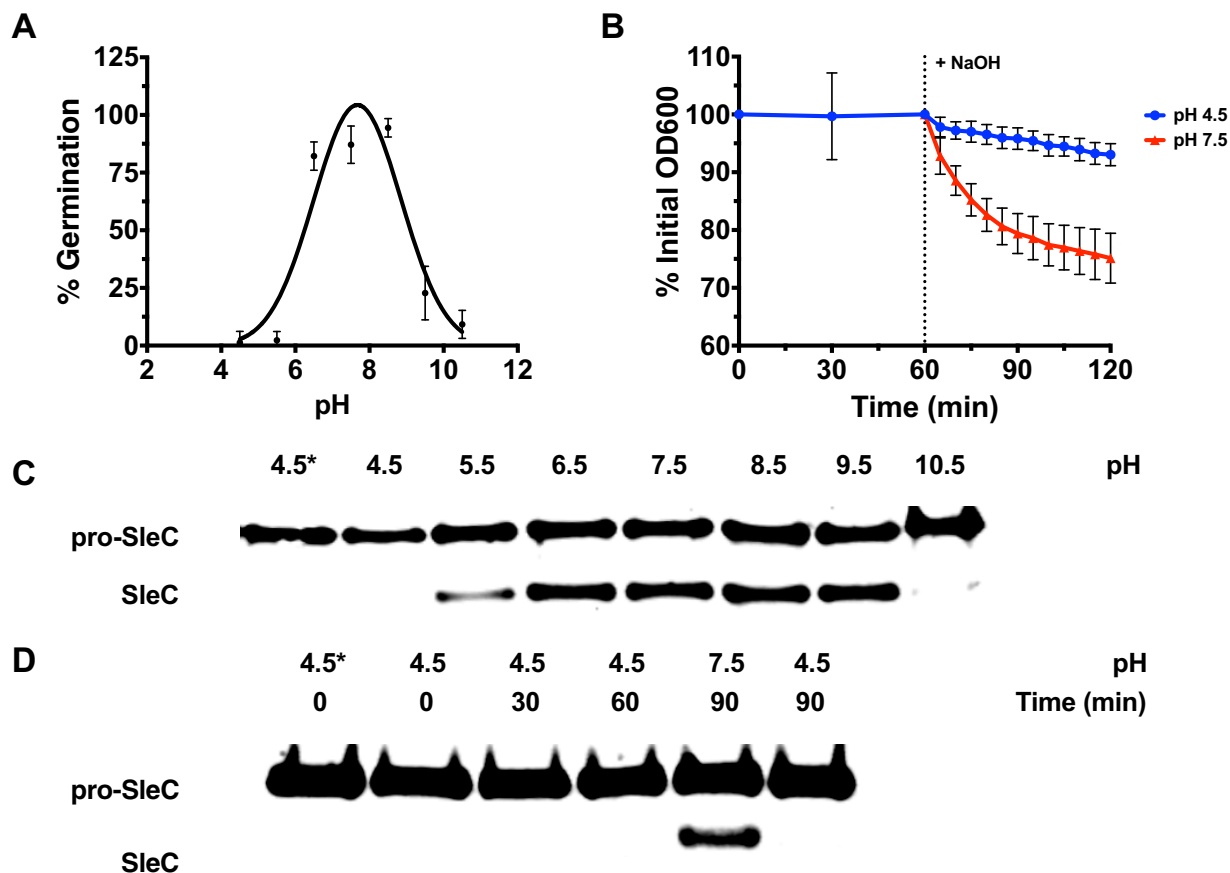 A
125
100
75
50
25
0
% Germination
2 4 6 8 10 12
pH
B
110
100
90
80
70
60
% Initial OD600
+ NaOH
pH 4.5
pH 7.5
0 30 60 90 120
Time (min)
C
4.5* 4.5 5.5 6.5 7.5 8.5 9.5 10.5 pH
pro-SleC
SleC
D
4.5* 4.5 4.5 4.5 7.5 4.5 pH
0 0 30 60 90 90 Time (min)
pro-SleC
SleC